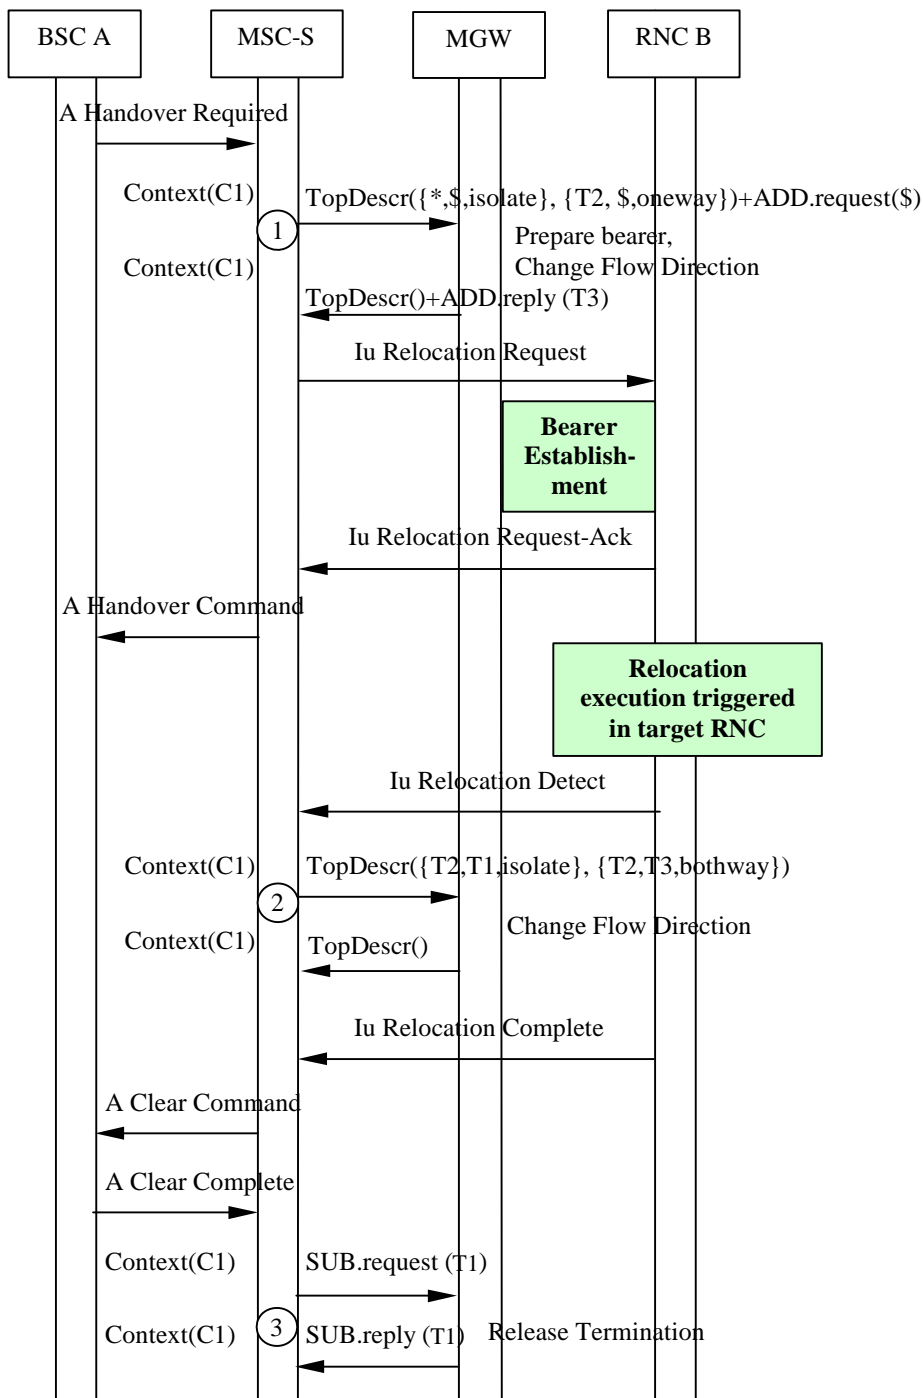 BSC A
MSC-S
MGW
RNC B
A Handover Required
Context(C1)
TopDescr({*,$,isolate}, {T2, $,oneway})+ADD.request($)
1
Prepare bearer,
Change Flow Direction
Context(C1)
TopDescr()+ADD.reply (T3)
Iu Relocation Request
Bearer
Establish-
ment
Iu Relocation Request-Ack
A Handover Command
Relocation
execution triggered
in target RNC
Iu Relocation Detect
Context(C1)
TopDescr({T2,T1,isolate}, {T2,T3,bothway})
2
Change Flow Direction
Context(C1)
TopDescr()
Iu Relocation Complete
A Clear Command
A Clear Complete
Context(C1)
SUB.request (T1)
3
Context(C1)
SUB.reply (T1)
Release Termination